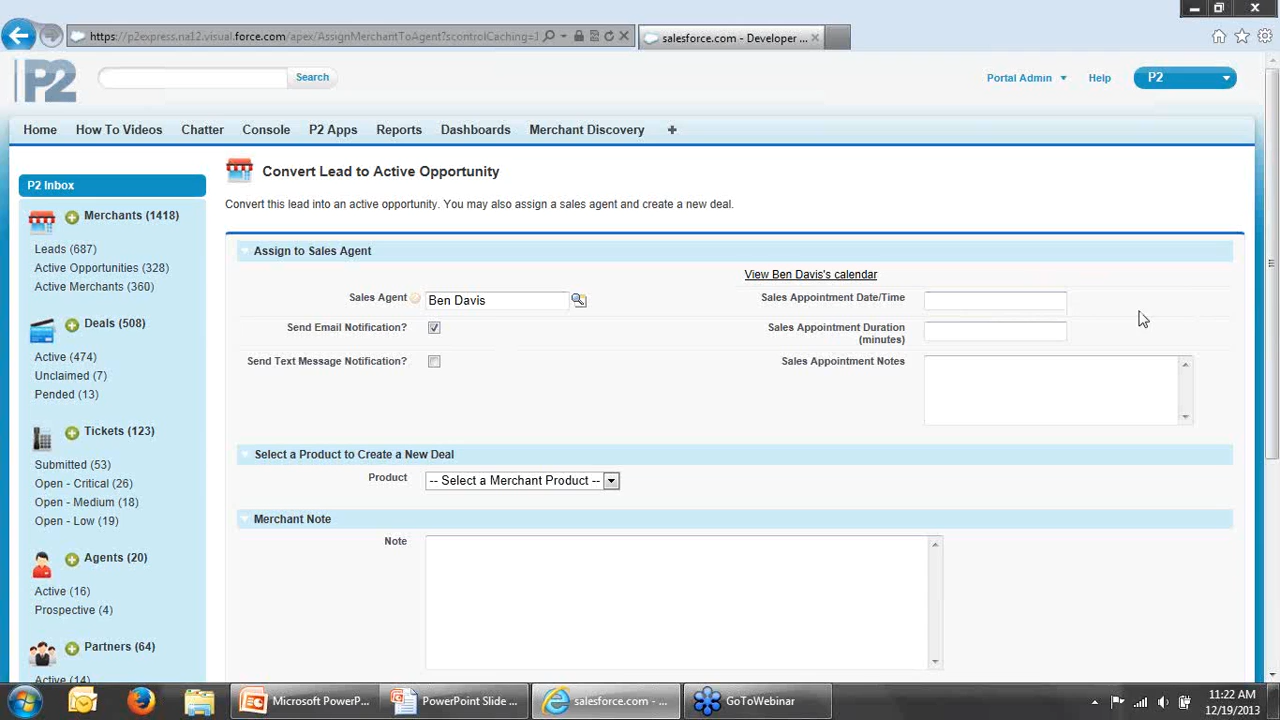 https://p2express.na12.visual.force.com/apex/AssignMerchantToAgent?scontrolCaching=1
salesforce.com - Developer ...
P2
Search
Portal Admin
Help
P2
Home
How To Videos
Chatter
Console
P2 Apps
Reports
Dashboards
Merchant Discovery
P2 Inbox
Merchants (1418)
Leads (687)
Active Opportunities (328)
Active Merchants (360)
Deals (508)
Active (474)
Unclaimed (7)
Pended (13)
Tickets (123)
Submitted (53)
Open - Critical (26)
Open - Medium (18)
Open - Low (19)
Agents (20)
Active (16)
Prospective (4)
Partners (64)
Active (14)
Convert Lead to Active Opportunity
Convert this lead into an active opportunity. You may also assign a sales agent and create a new deal.
Assign to Sales Agent
View Ben Davis's calendar
Sales Agent
Ben Davis
Sales Appointment Date/Time
Send Email Notification?
Sales Appointment Duration
(minutes)
Send Text Message Notification?
Sales Appointment Notes
Select a Product to Create a New Deal
Product
-- Select a Merchant Product --
Merchant Note
Note
Microsoft PowerP...
PowerPoint Slide ...
salesforce.com - ...
GoToWebinar
11:22 AM
12/19/2013